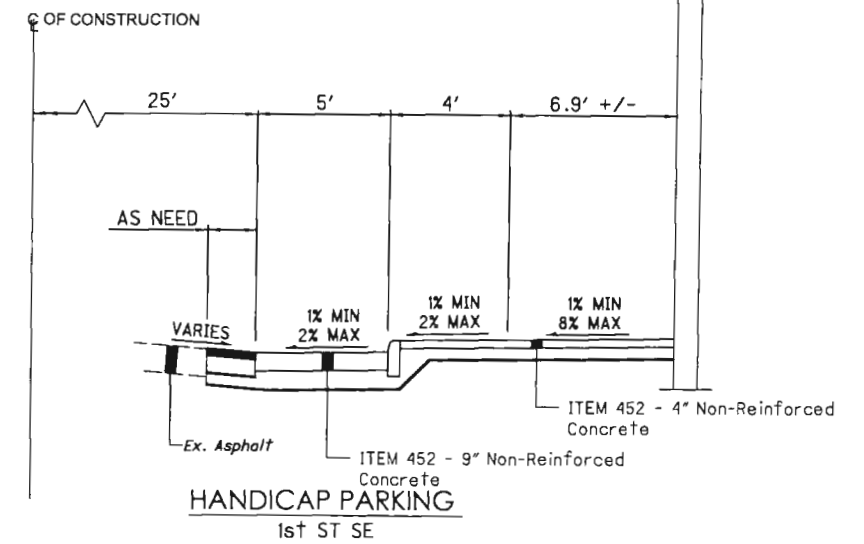 ℄ OF CONSTRUCTION
25' 5' 4' 6.9' +/-
AS NEED
VARIES
1% MIN
2% MAX
1% MIN
2% MAX
1% MIN
8% MAX
ITEM 452 - 4" Non-Reinforced
Concrete
Ex. Asphalt
ITEM 452 - 9" Non-Reinforced
Concrete
HANDICAP PARKING
1st ST SE